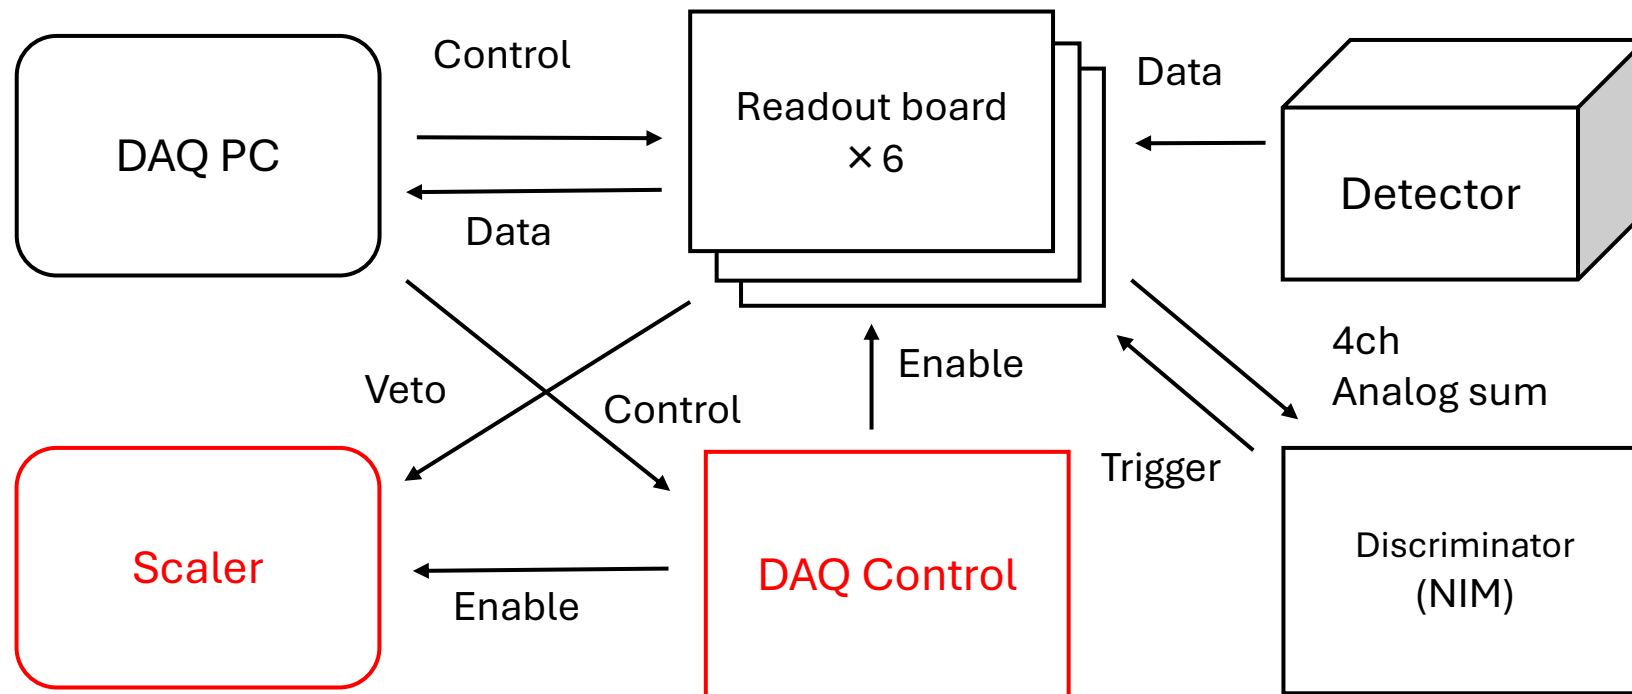 Control
DAQ PC
Data
Readout board
× 6
Data
Detector
Veto
Control
Enable
4ch
Analog sum
Trigger
Scaler
Enable
DAQ Control
Discriminator
(NIM)